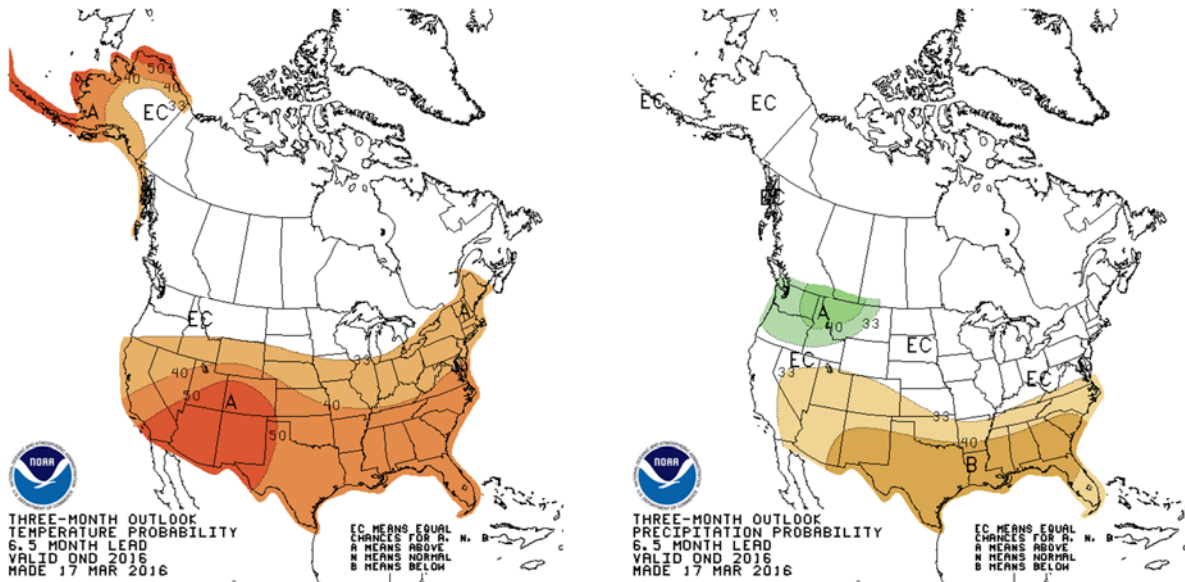 50
40
40
A
EC
33
EC
A
33
40
50
A
40
50
NOAA
THREE-MONTH OUTLOOK
TEMPERATURE PROBABILITY
6.5 MONTH LEAD
VALID OND 2016
MADE 17 MAR 2016
EC MEANS EQUAL
CHANCES FOR A, N, B
A MEANS ABOVE
N MEANS NORMAL
B MEANS BELOW
EC
EC
EC
A
40
33
EC
EC
EC
33
33
40
B
NOAA
THREE-MONTH OUTLOOK
PRECIPITATION PROBABILITY
6.5 MONTH LEAD
VALID OND 2016
MADE 17 MAR 2016
EC MEANS EQUAL
CHANCES FOR A, N, B
A MEANS ABOVE
N MEANS NORMAL
B MEANS BELOW